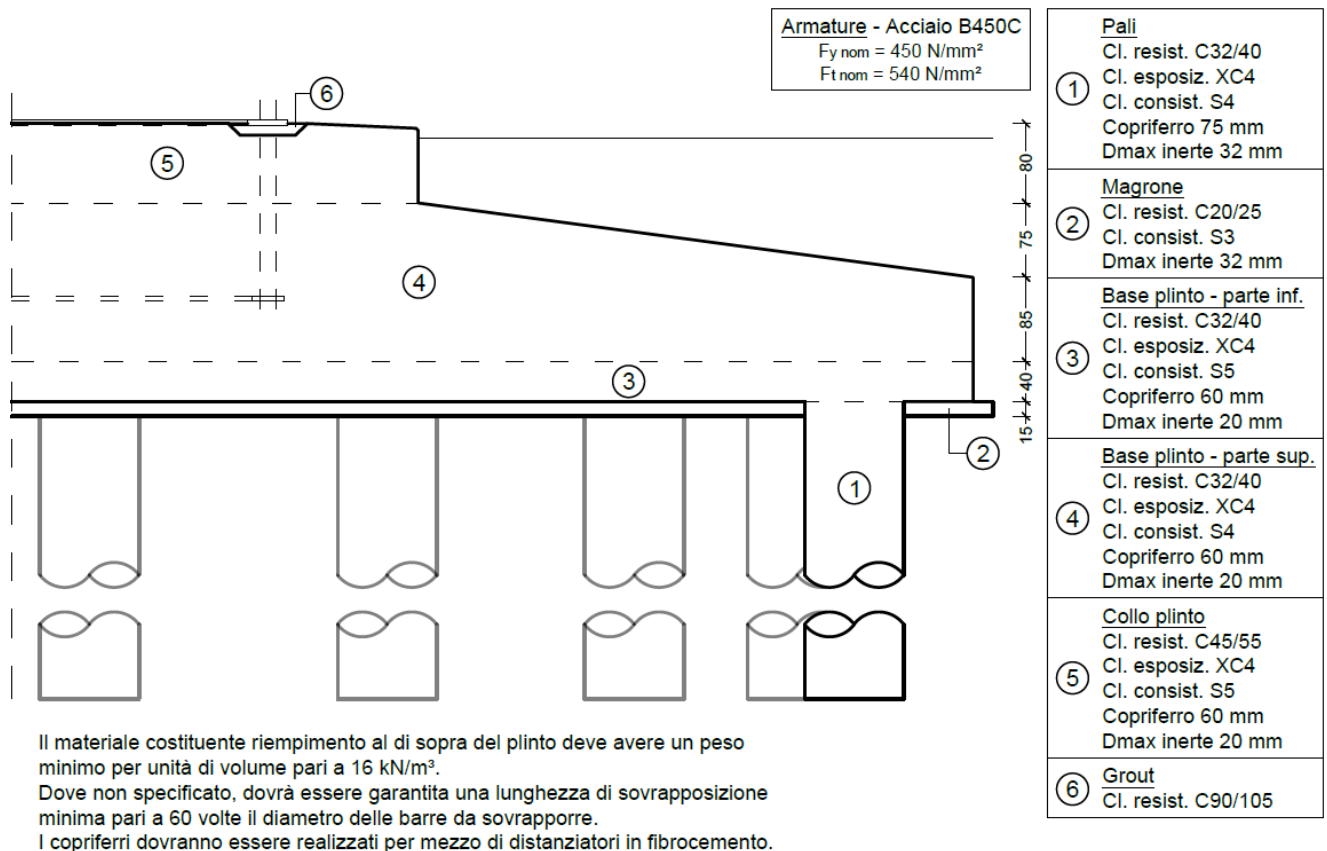 Armature - Acciaio B450C
Fy nom = 450 N/mm²
Ft nom = 540 N/mm²
6
5
4
3
2
1
80
75
85
40
15
1
Pali
Cl. resist. C32/40
Cl. esposiz. XC4
Cl. consist. S4
Copriferro 75 mm
Dmax inerte 32 mm
2
Magrone
Cl. resist. C20/25
Cl. consist. S3
Dmax inerte 32 mm
3
Base plinto - parte inf.
Cl. resist. C32/40
Cl. esposiz. XC4
Cl. consist. S5
Copriferro 60 mm
Dmax inerte 20 mm
4
Base plinto - parte sup.
Cl. resist. C32/40
Cl. esposiz. XC4
Cl. consist. S4
Copriferro 60 mm
Dmax inerte 20 mm
5
Collo plinto
Cl. resist. C45/55
Cl. esposiz. XC4
Cl. consist. S5
Copriferro 60 mm
Dmax inerte 20 mm
6
Grout
Cl. resist. C90/105
Il materiale costituente riempimento al di sopra del plinto deve avere un peso
minimo per unità di volume pari a 16 kN/m³.
Dove non specificato, dovrà essere garantita una lunghezza di sovrapposizione
minima pari a 60 volte il diametro delle barre da sovrapporre.
I copriferri dovranno essere realizzati per mezzo di distanziatori in fibrocemento.